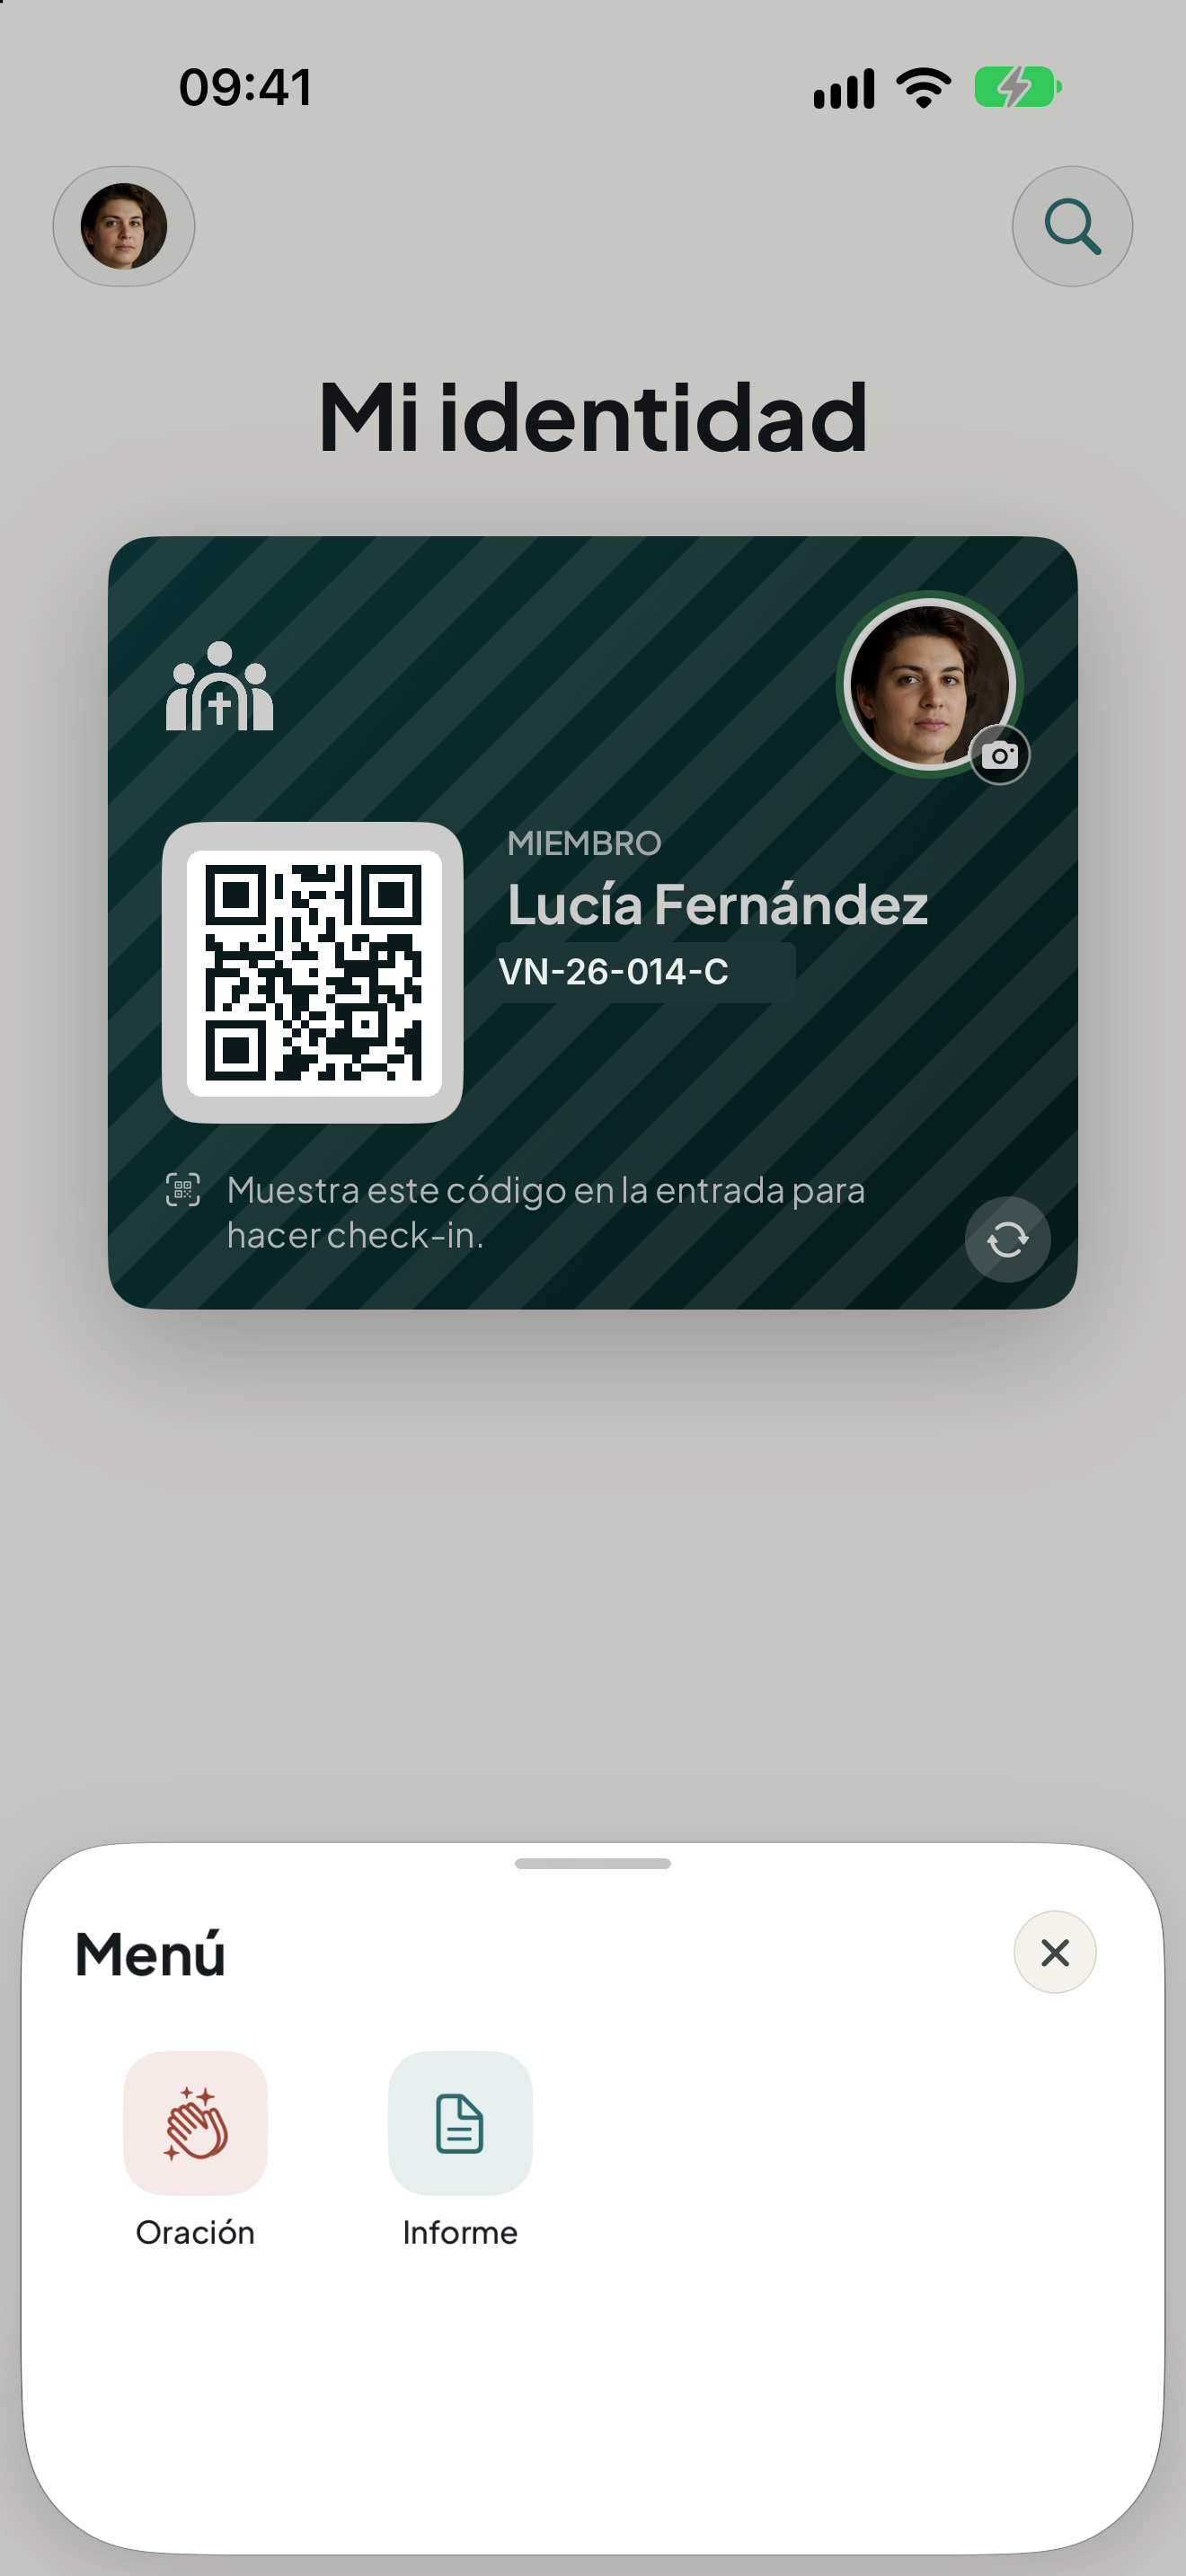 09:41
Mi identidad
MIEMBRO
Lucía Fernández
VN-26-014-C
Muestra este código en la entrada para
hacer check-in.
Menú
Oración
Informe